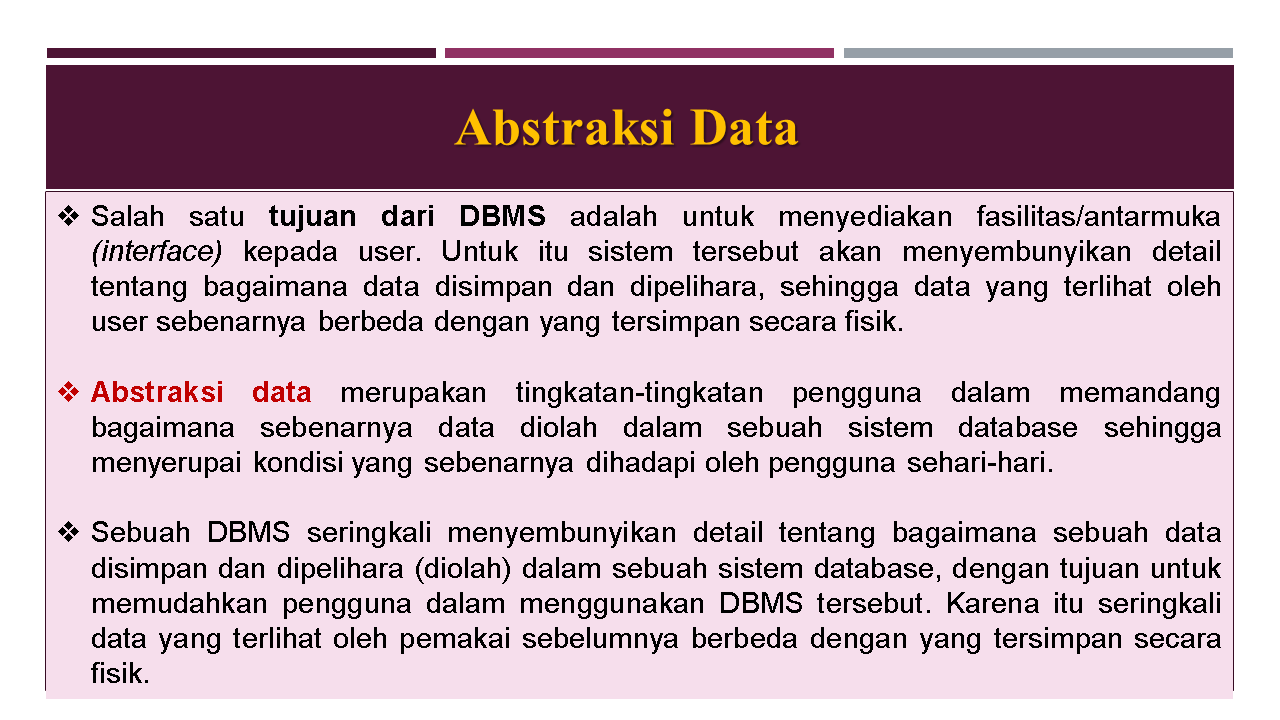 Abstraksi Data
❖ Salah satu tujuan dari DBMS adalah untuk menyediakan fasilitas/antarmuka
(interface) kepada user. Untuk itu sistem tersebut akan menyembunyikan detail
tentang bagaimana data disimpan dan dipelihara, sehingga data yang terlihat oleh
user sebenarnya berbeda dengan yang tersimpan secara fisik.
❖ Abstraksi data merupakan tingkatan-tingkatan pengguna dalam memandang
bagaimana sebenarnya data diolah dalam sebuah sistem database sehingga
menyerupai kondisi yang sebenarnya dihadapi oleh pengguna sehari-hari.
❖ Sebuah DBMS seringkali menyembunyikan detail tentang bagaimana sebuah data
disimpan dan dipelihara (diolah) dalam sebuah sistem database, dengan tujuan untuk
memudahkan pengguna dalam menggunakan DBMS tersebut. Karena itu seringkali
data yang terlihat oleh pemakai sebelumnya berbeda dengan yang tersimpan secara
fisik.